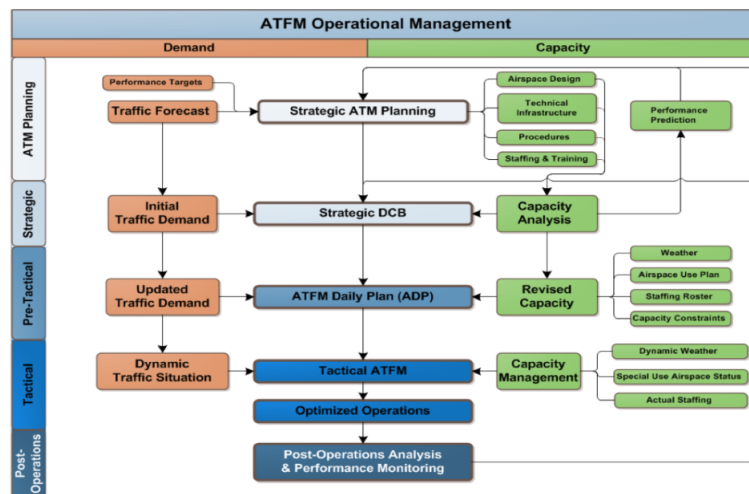 ATFM Operational Management
Demand
Capacity
ATM Planning
Performance Targets
Traffic Forecast
Strategic ATM Planning
Airspace Design
Technical
Infrastructure
Procedures
Staffing & Training
Performance
Prediction
Strategic
Initial
Traffic Demand
Strategic DCB
Capacity
Analysis
Pre-Tactical
Updated
Traffic Demand
ATFM Daily Plan (ADP)
Revised
Capacity
Weather
Airspace Use Plan
Staffing Roster
Capacity Constraints
Tactical
Dynamic
Traffic Situation
Tactical ATFM
Capacity
Management
Dynamic Weather
Special Use Airspace Status
Actual Staffing
Optimized Operations
Post-
Operations
Post-Operations Analysis
& Performance Monitoring